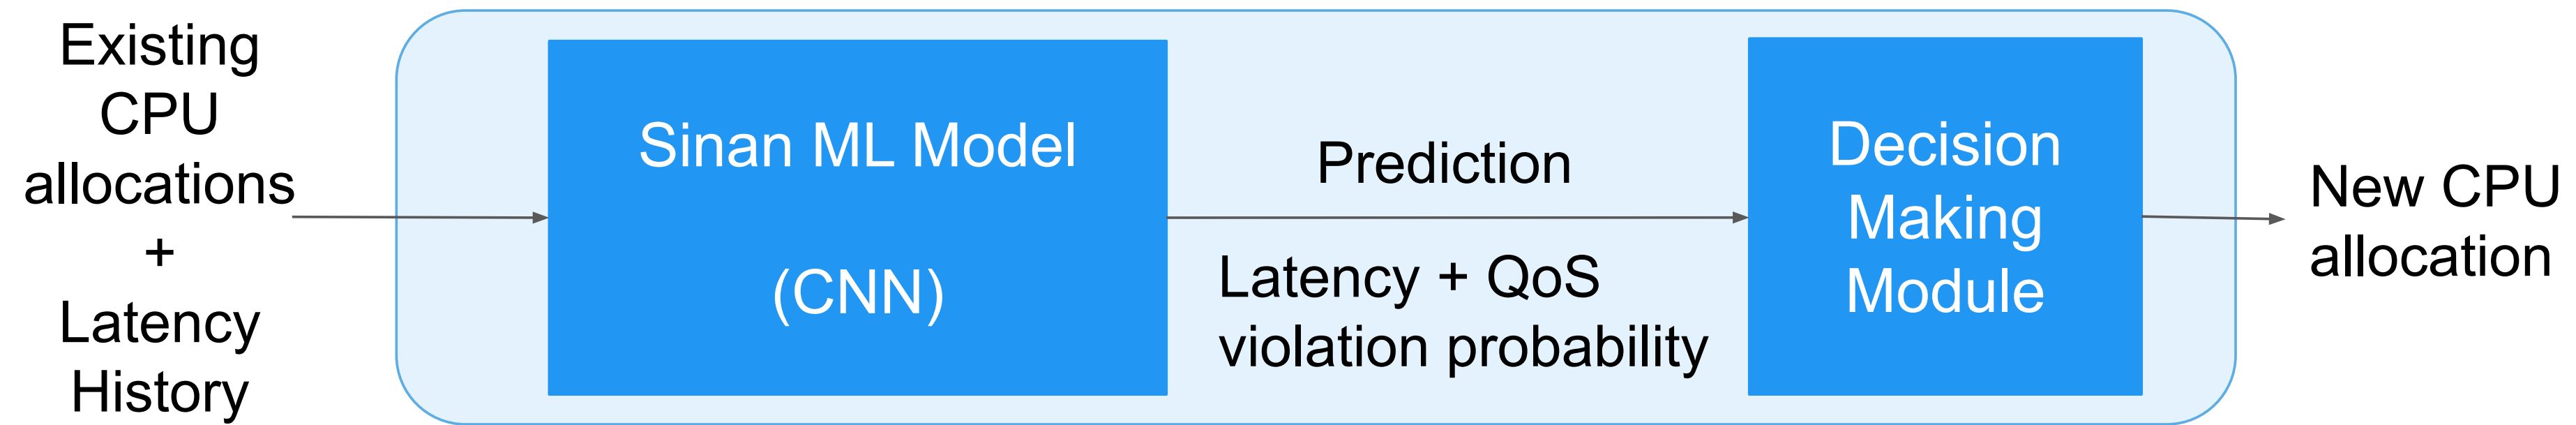 Existing
CPU
allocations
+
Latency
History
Sinan ML Model
(CNN)
Prediction
Latency + QoS
violation probability
Decision
Making
Module
New CPU
allocation